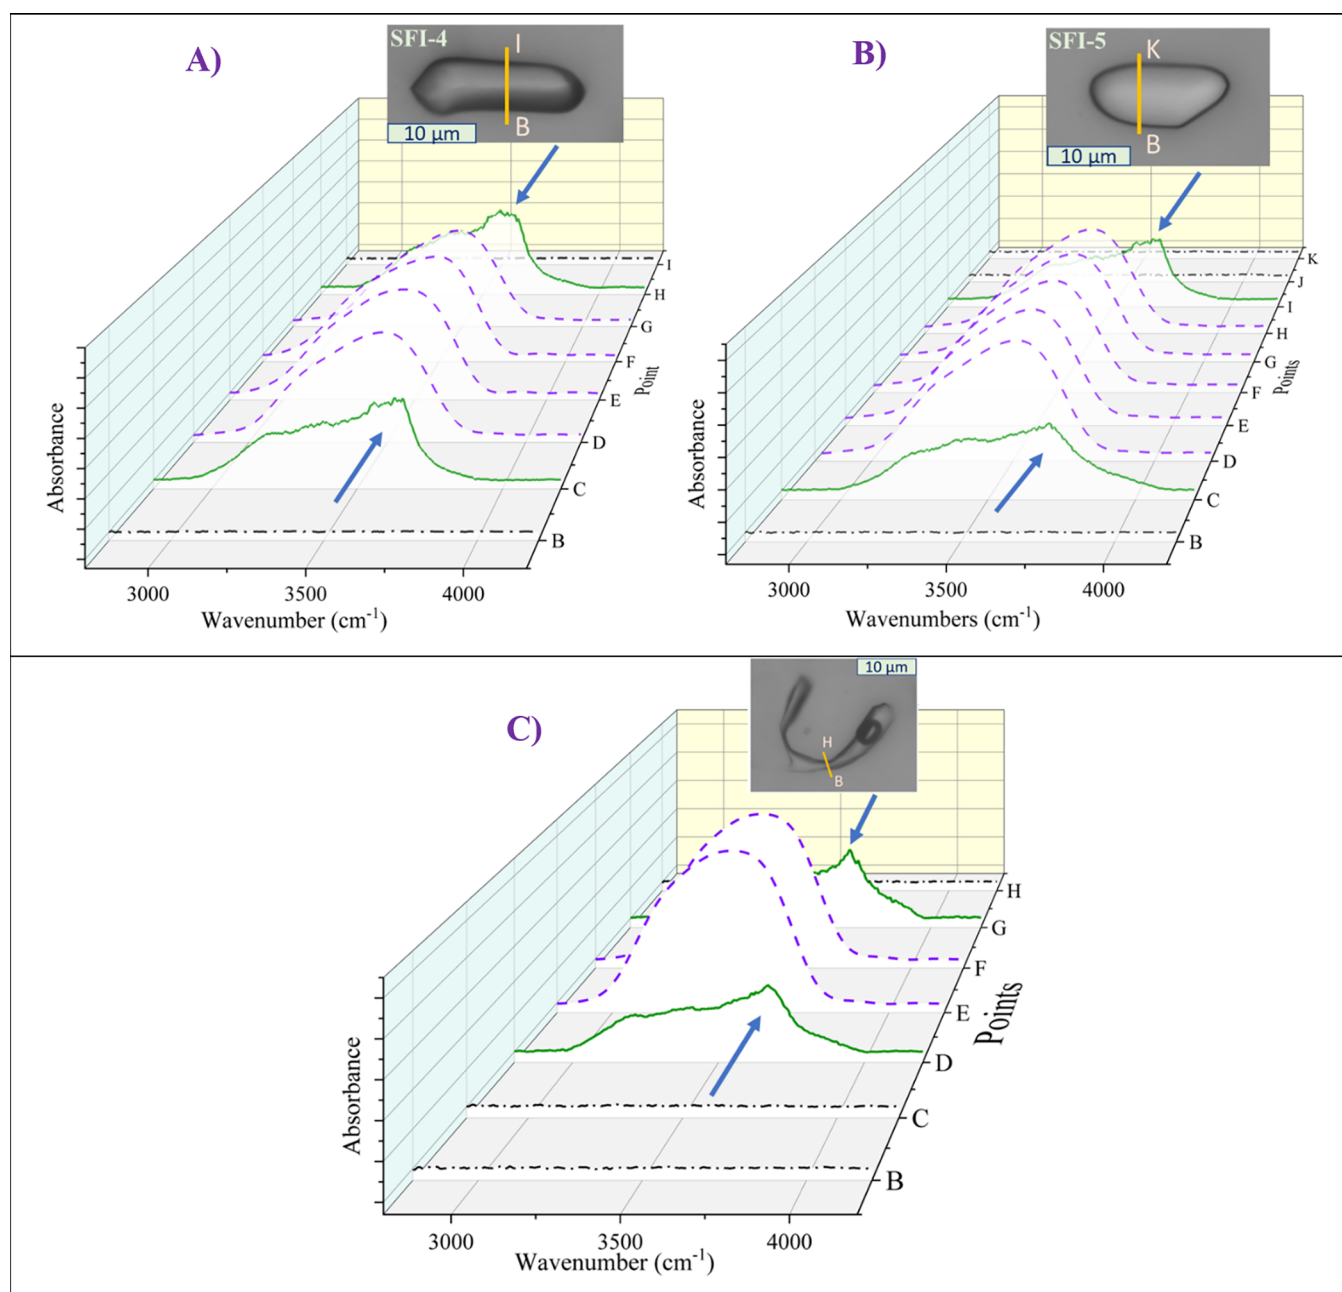 A)
SFI-4
I
B
10 μm
Absorbance
I
H
G
F
E
D
C
B
Point
3000 3500 4000
Wavenumber (cm-1)
B)
SFI-5
K
B
10 μm
Absorbance
K
J
I
H
G
F
E
D
C
B
Points
3000 3500 4000
Wavenumbers (cm-1)
C)
10 μm
H
B
Absorbance
H
G
F
E
D
C
B
Points
3000 3500 4000
Wavenumber (cm-1)